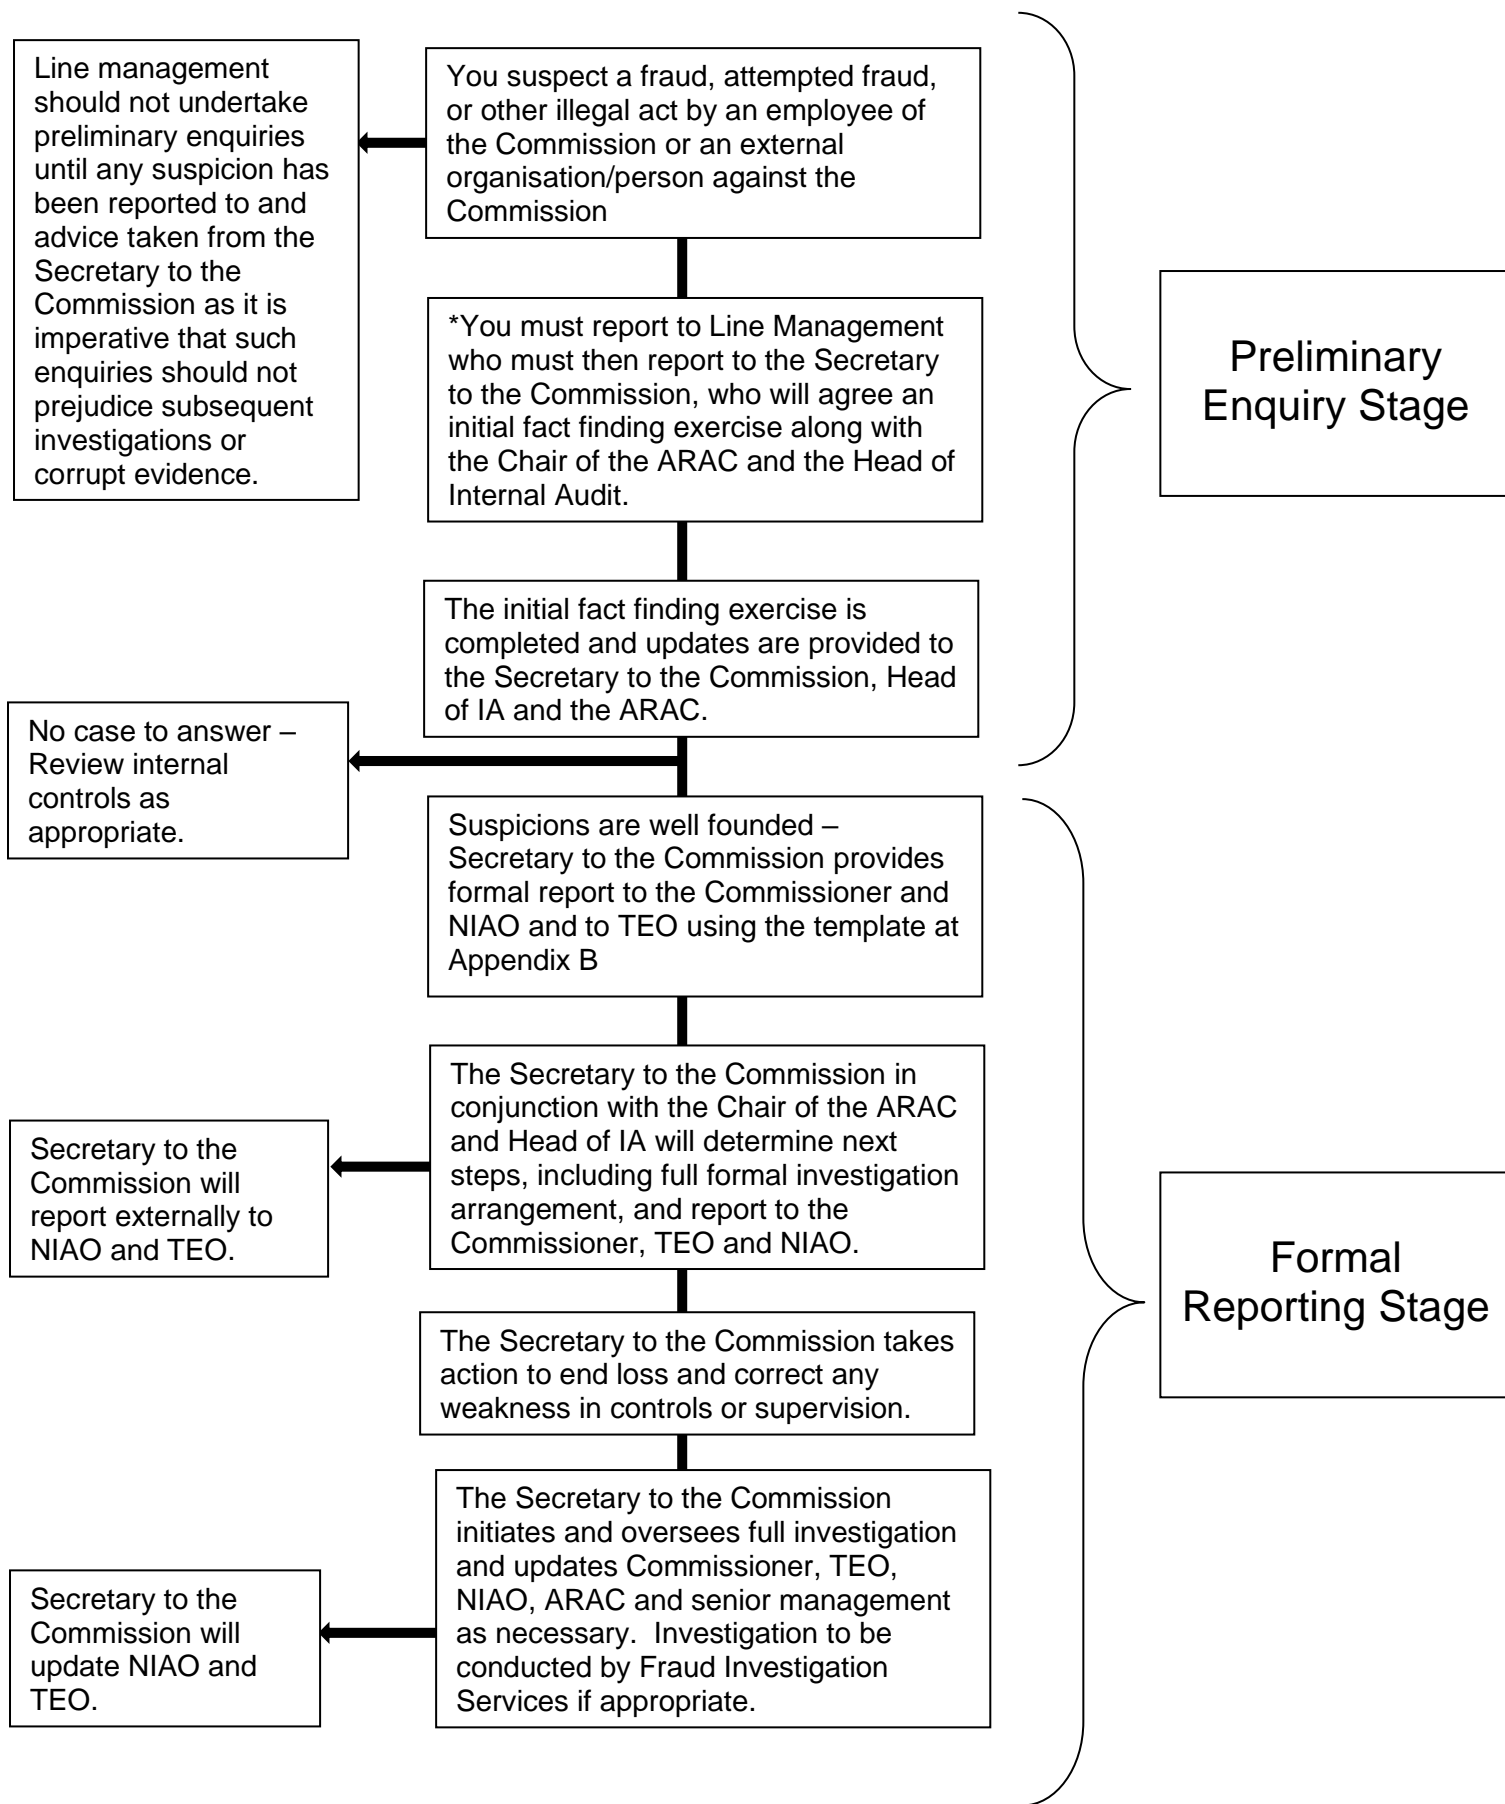 Line management
should not undertake
preliminary enquiries
until any suspicion has
been reported to and
advice taken from the
Secretary to the
Commission as it is
imperative that such
enquiries should not
prejudice subsequent
investigations or
corrupt evidence.
You suspect a fraud, attempted fraud,
or other illegal act by an employee of
the Commission or an external
organisation/person against the
Commission
*You must report to Line Management
who must then report to the Secretary
to the Commission, who will agree an
initial fact finding exercise along with
the Chair of the ARAC and the Head of
Internal Audit.
Preliminary
Enquiry Stage
The initial fact finding exercise is
completed and updates are provided to
the Secretary to the Commission, Head
of IA and the ARAC.
No case to answer –
Review internal
controls as
appropriate.
Suspicions are well founded –
Secretary to the Commission provides
formal report to the Commissioner and
NIAO and to TEO using the template at
Appendix B
The Secretary to the Commission in
conjunction with the Chair of the ARAC
and Head of IA will determine next
steps, including full formal investigation
arrangement, and report to the
Commissioner, TEO and NIAO.
Secretary to the
Commission will
report externally to
NIAO and TEO.
Formal
Reporting Stage
The Secretary to the Commission takes
action to end loss and correct any
weakness in controls or supervision.
The Secretary to the Commission
initiates and oversees full investigation
and updates Commissioner, TEO,
NIAO, ARAC and senior management
as necessary.  Investigation to be
conducted by Fraud Investigation
Services if appropriate.
Secretary to the
Commission will
update NIAO and
TEO.